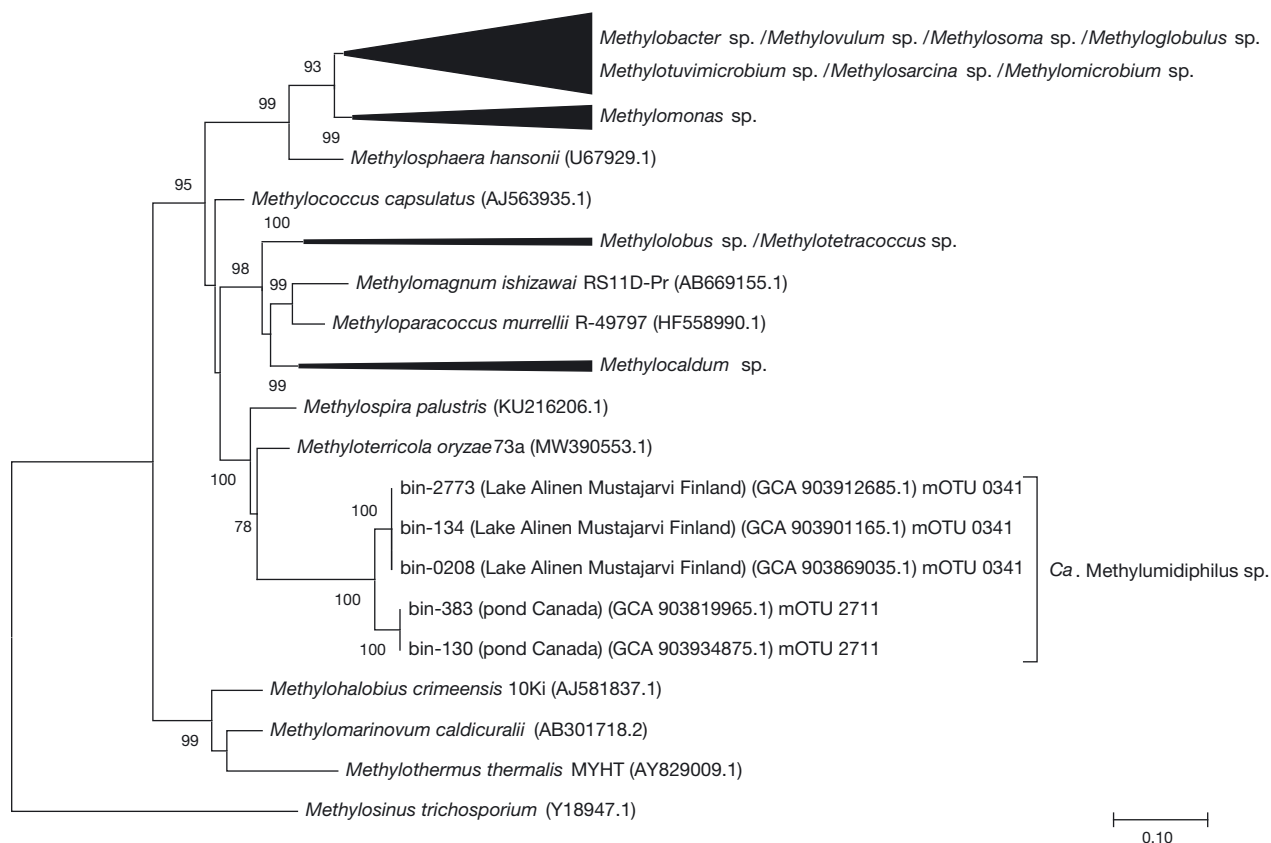 Methylobacter sp. /Methylovulum sp. /Methylosoma sp. /Methyloglobulus sp.
93
Methylotuvimicrobium sp. /Methylosarcina sp. /Methylomicrobium sp.
99
Methylomonas sp.
99
Methylosphaera hansonii (U67929.1)
95
Methylococcus capsulatus (AJ563935.1)
100
Methylolobus sp. /Methylotetracoccus sp.
98
99
Methylomagnum ishizawai RS11D-Pr (AB669155.1)
Methyloparacoccus murrellii R-49797 (HF558990.1)
Methylocaldum sp.
99
Methylospira palustris (KU216206.1)
Methyloterricola oryzae 73a (MW390553.1)
100
bin-2773 (Lake Alinen Mustajarvi Finland) (GCA 903912685.1) mOTU 0341
100
78
bin-134 (Lake Alinen Mustajarvi Finland) (GCA 903901165.1) mOTU 0341
bin-0208 (Lake Alinen Mustajarvi Finland) (GCA 903869035.1) mOTU 0341
Ca. Methylumidiphilus sp.
100
bin-383 (pond Canada) (GCA 903819965.1) mOTU 2711
100
bin-130 (pond Canada) (GCA 903934875.1) mOTU 2711
Methylohalobius crimeensis 10Ki (AJ581837.1)
Methylomarinovum caldicuralii (AB301718.2)
99
Methylothermus thermalis MYHT (AY829009.1)
Methylosinus trichosporium (Y18947.1)
0.10